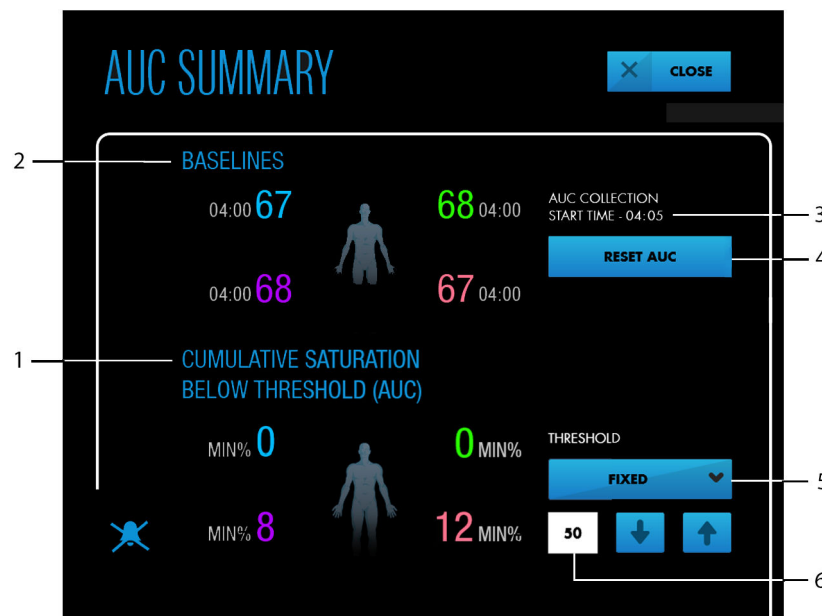 AUC SUMMARY
CLOSE
2
BASELINES
04:00 67
68 04:00
AUC COLLECTION
START TIME - 04:05
3
RESET AUC
4
04:00 68
67 04:00
1
CUMULATIVE SATURATION
BELOW THRESHOLD (AUC)
MIN% 0
0 MIN%
THRESHOLD
FIXED
5
MIN% 8
12 MIN%
50
6